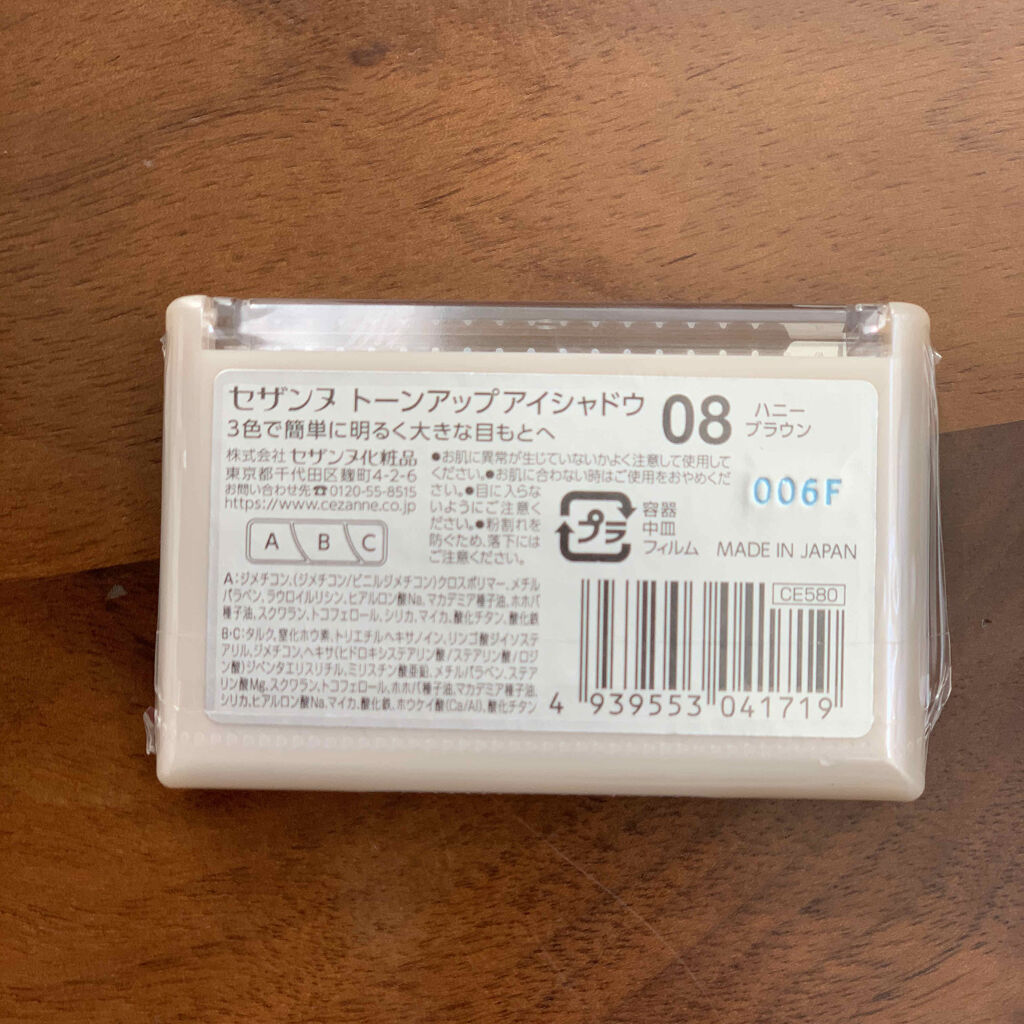 セザンヌ トーンアップアイシャドウ
3色で簡単に明るく大きな目もとへ
08 ハニー
ブラウン
株式会社 セザンヌ化粧品
東京都千代田区麹町4-2-6
お問い合わせ先☎0120-55-8515
https://www.cezanne.co.jp
●お肌に異常が生じていないかよく注意して使用して
ください。●お肌に合わない時はご使用をおやめくだ
さい。●目に入らな
いようにご注意く
ださい。●粉割れを
防ぐため、落下には
ご注意ください。
006F
プラ
容器
中皿
フィルム
MADE IN JAPAN
A B C
A:ジメチコン、(ジメチコン/ビニルジメチコン)クロスポリマー、メチル
パラベン、ラウロイルリシン、ヒアルロン酸Na、マカデミア種子油、ホホバ
種子油、スクワラン、トコフェロール、シリカ、マイカ、酸化チタン、酸化鉄
B・C:タルク、窒化ホウ素、トリエチルヘキサノイン、リンゴ酸ジイソステ
アリル、ジメチコン、ヘキサ(ヒドロキシステアリン酸/ステアリン酸/ロジ
ン酸)ジペンタエリスリチル、ミリスチン酸亜鉛、メチルパラベン、ステア
リン酸Mg、スクワラン、トコフェロール、ホホバ種子油、マカデミア種子油、
シリカ、ヒアルロン酸Na、マイカ、酸化鉄、ホウケイ酸(Ca/Al)、酸化チタン
CE580
4 939553 041719